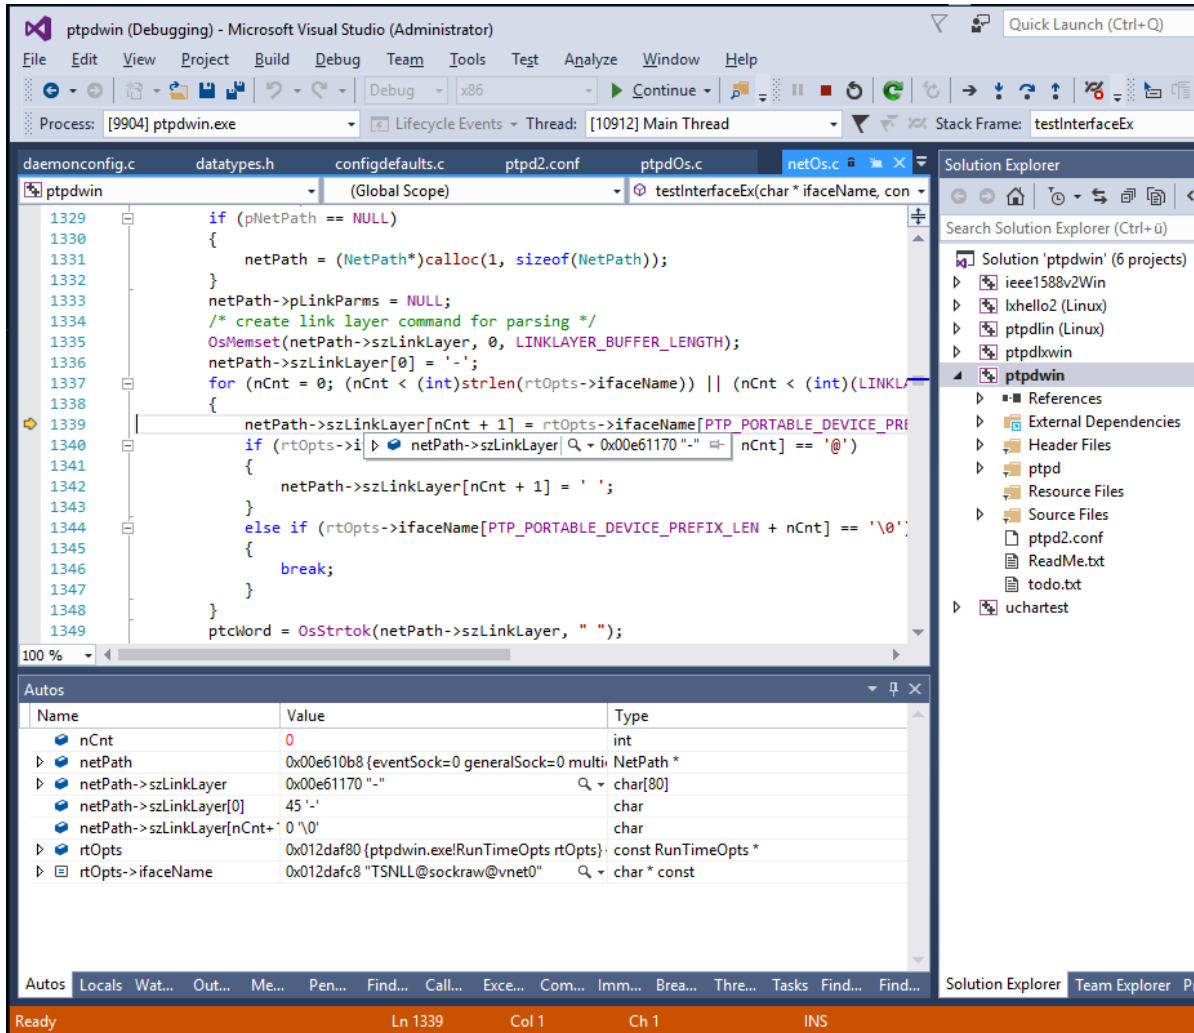 ptpdwin (Debugging) - Microsoft Visual Studio (Administrator)
Quick Launch (Ctrl+Q)
File Edit View Project Build Debug Team Tools Test Analyze Window Help
Debug x86 Continue
Process: [9904] ptpdwin.exe Lifecycle Events Thread: [10912] Main Thread Stack Frame: testInterfaceEx
daemonconfig.c datatypes.h configdefaults.c ptpd2.conf ptpdOs.c netOs.c
ptpdwin (Global Scope) testInterfaceEx(char * ifaceName, con
1329 if (pNetPath == NULL)
1330 {
1331 netPath = (NetPath*)calloc(1, sizeof(NetPath));
1332 }
1333 netPath->pLinkParms = NULL;
1334 /* create link layer command for parsing */
1335 OsMemset(netPath->szLinkLayer, 0, LINKLAYER_BUFFER_LENGTH);
1336 netPath->szLinkLayer[0] = '-';
1337 for (nCnt = 0; (nCnt < (int)strlen(rtOpts->ifaceName)) || (nCnt < (int)(LINKLA
1338 {
1339 netPath->szLinkLayer[nCnt + 1] = rtOpts->ifaceName[PTP_PORTABLE_DEVICE_PRE
1340 if (rtOpts->i netPath->szLinkLayer 0x00e61170 "-" nCnt] == '@')
1341 {
1342 netPath->szLinkLayer[nCnt + 1] = ' ';
1343 }
1344 else if (rtOpts->ifaceName[PTP_PORTABLE_DEVICE_PREFIX_LEN + nCnt] == '\0')
1345 {
1346 break;
1347 }
1348 }
1349 ptcWord = OsStrtok(netPath->szLinkLayer, " ");
100 %
Autos
Name Value Type
nCnt 0 int
netPath 0x00e610b8 {eventSock=0 generalSock=0 multi NetPath *
netPath->szLinkLayer 0x00e61170 "-" char[80]
netPath->szLinkLayer[0] 45 '-' char
netPath->szLinkLayer[nCnt+1 0 '\0' char
rtOpts 0x012daf80 {ptpdwin.exe!RunTimeOpts rtOpts} const RunTimeOpts *
rtOpts->ifaceName 0x012dafc8 "TSNLL@sockraw@vnet0" char * const
Autos Locals Wat... Out... Me... Pen... Find... Call... Exce... Com... Imm... Brea... Thre... Tasks Find... Find...
Solution Explorer
Search Solution Explorer (Ctrl+ü)
Solution 'ptpdwin' (6 projects)
ieee1588v2Win
lxhello2 (Linux)
ptpdlin (Linux)
ptpdlxwin
ptpdwin
References
External Dependencies
Header Files
ptpd
Resource Files
Source Files
ptpd2.conf
ReadMe.txt
todo.txt
uchartest
Solution Explorer Team Explorer
Ready Ln 1339 Col 1 Ch 1 INS